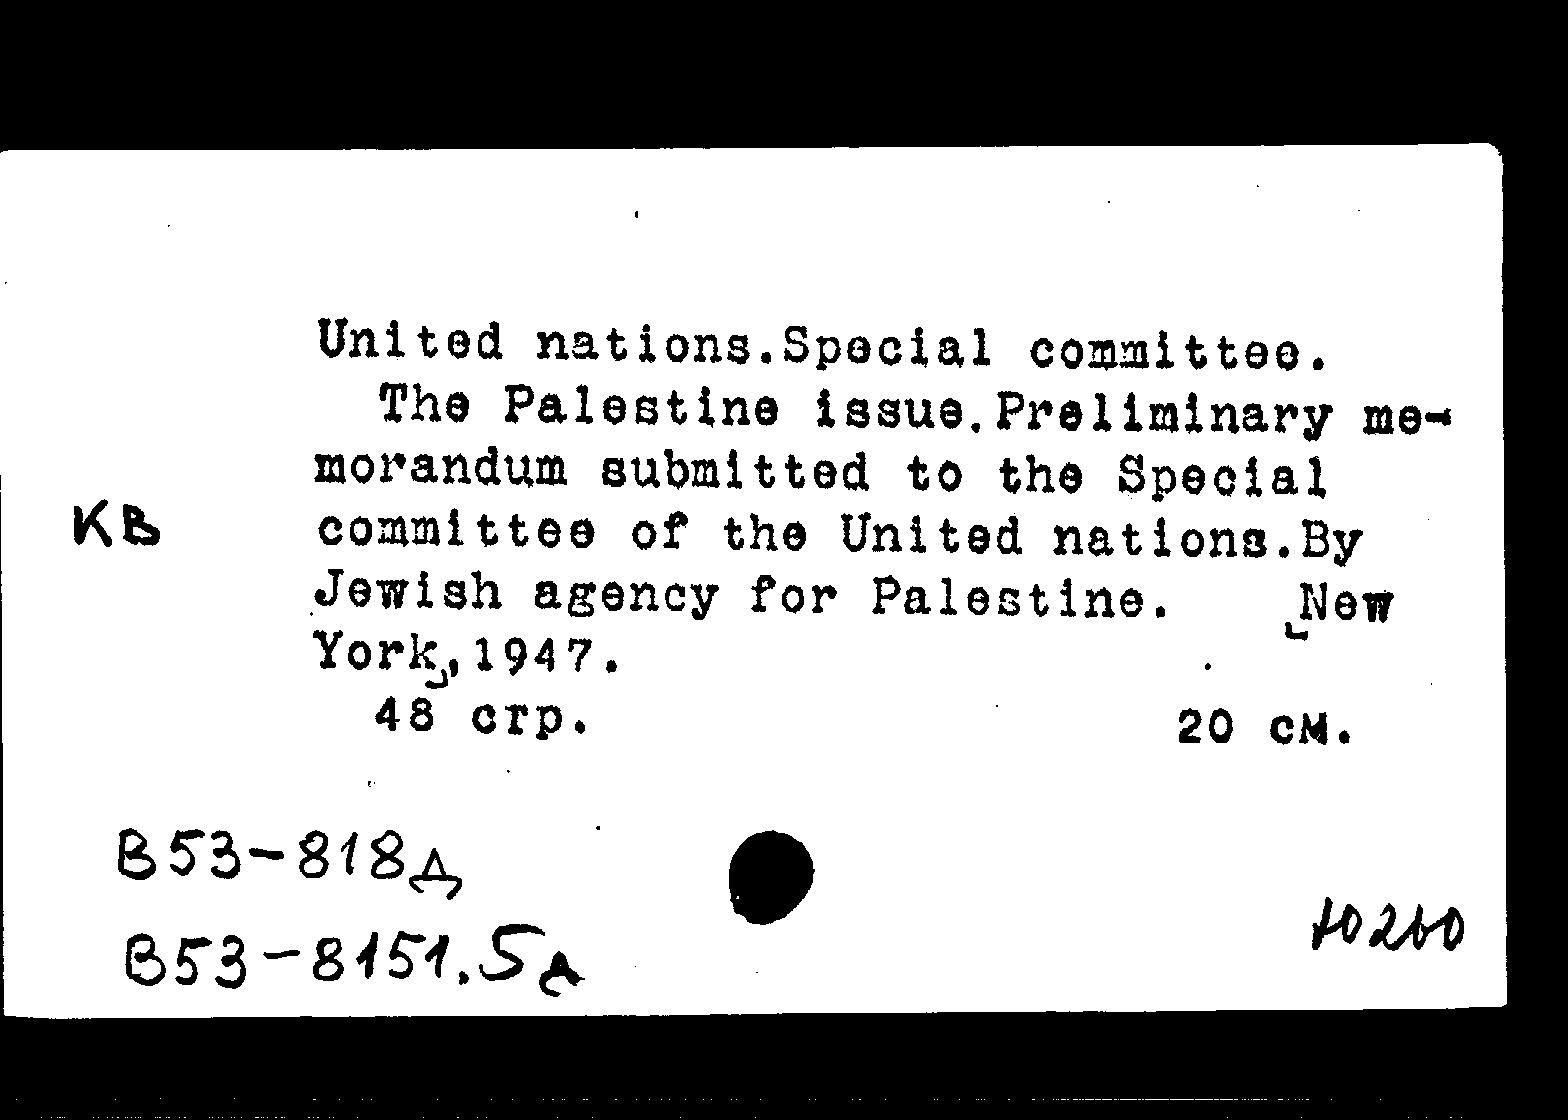 United nations.Special committee.
The Palestine issue.Preliminary me-
morandum submitted to the Special
КВ
committee of the United nations.By
Jewish agency for Palestine. [New
York],1947.
48 стр. 20 см.
В53-818д
В53-8151.5д